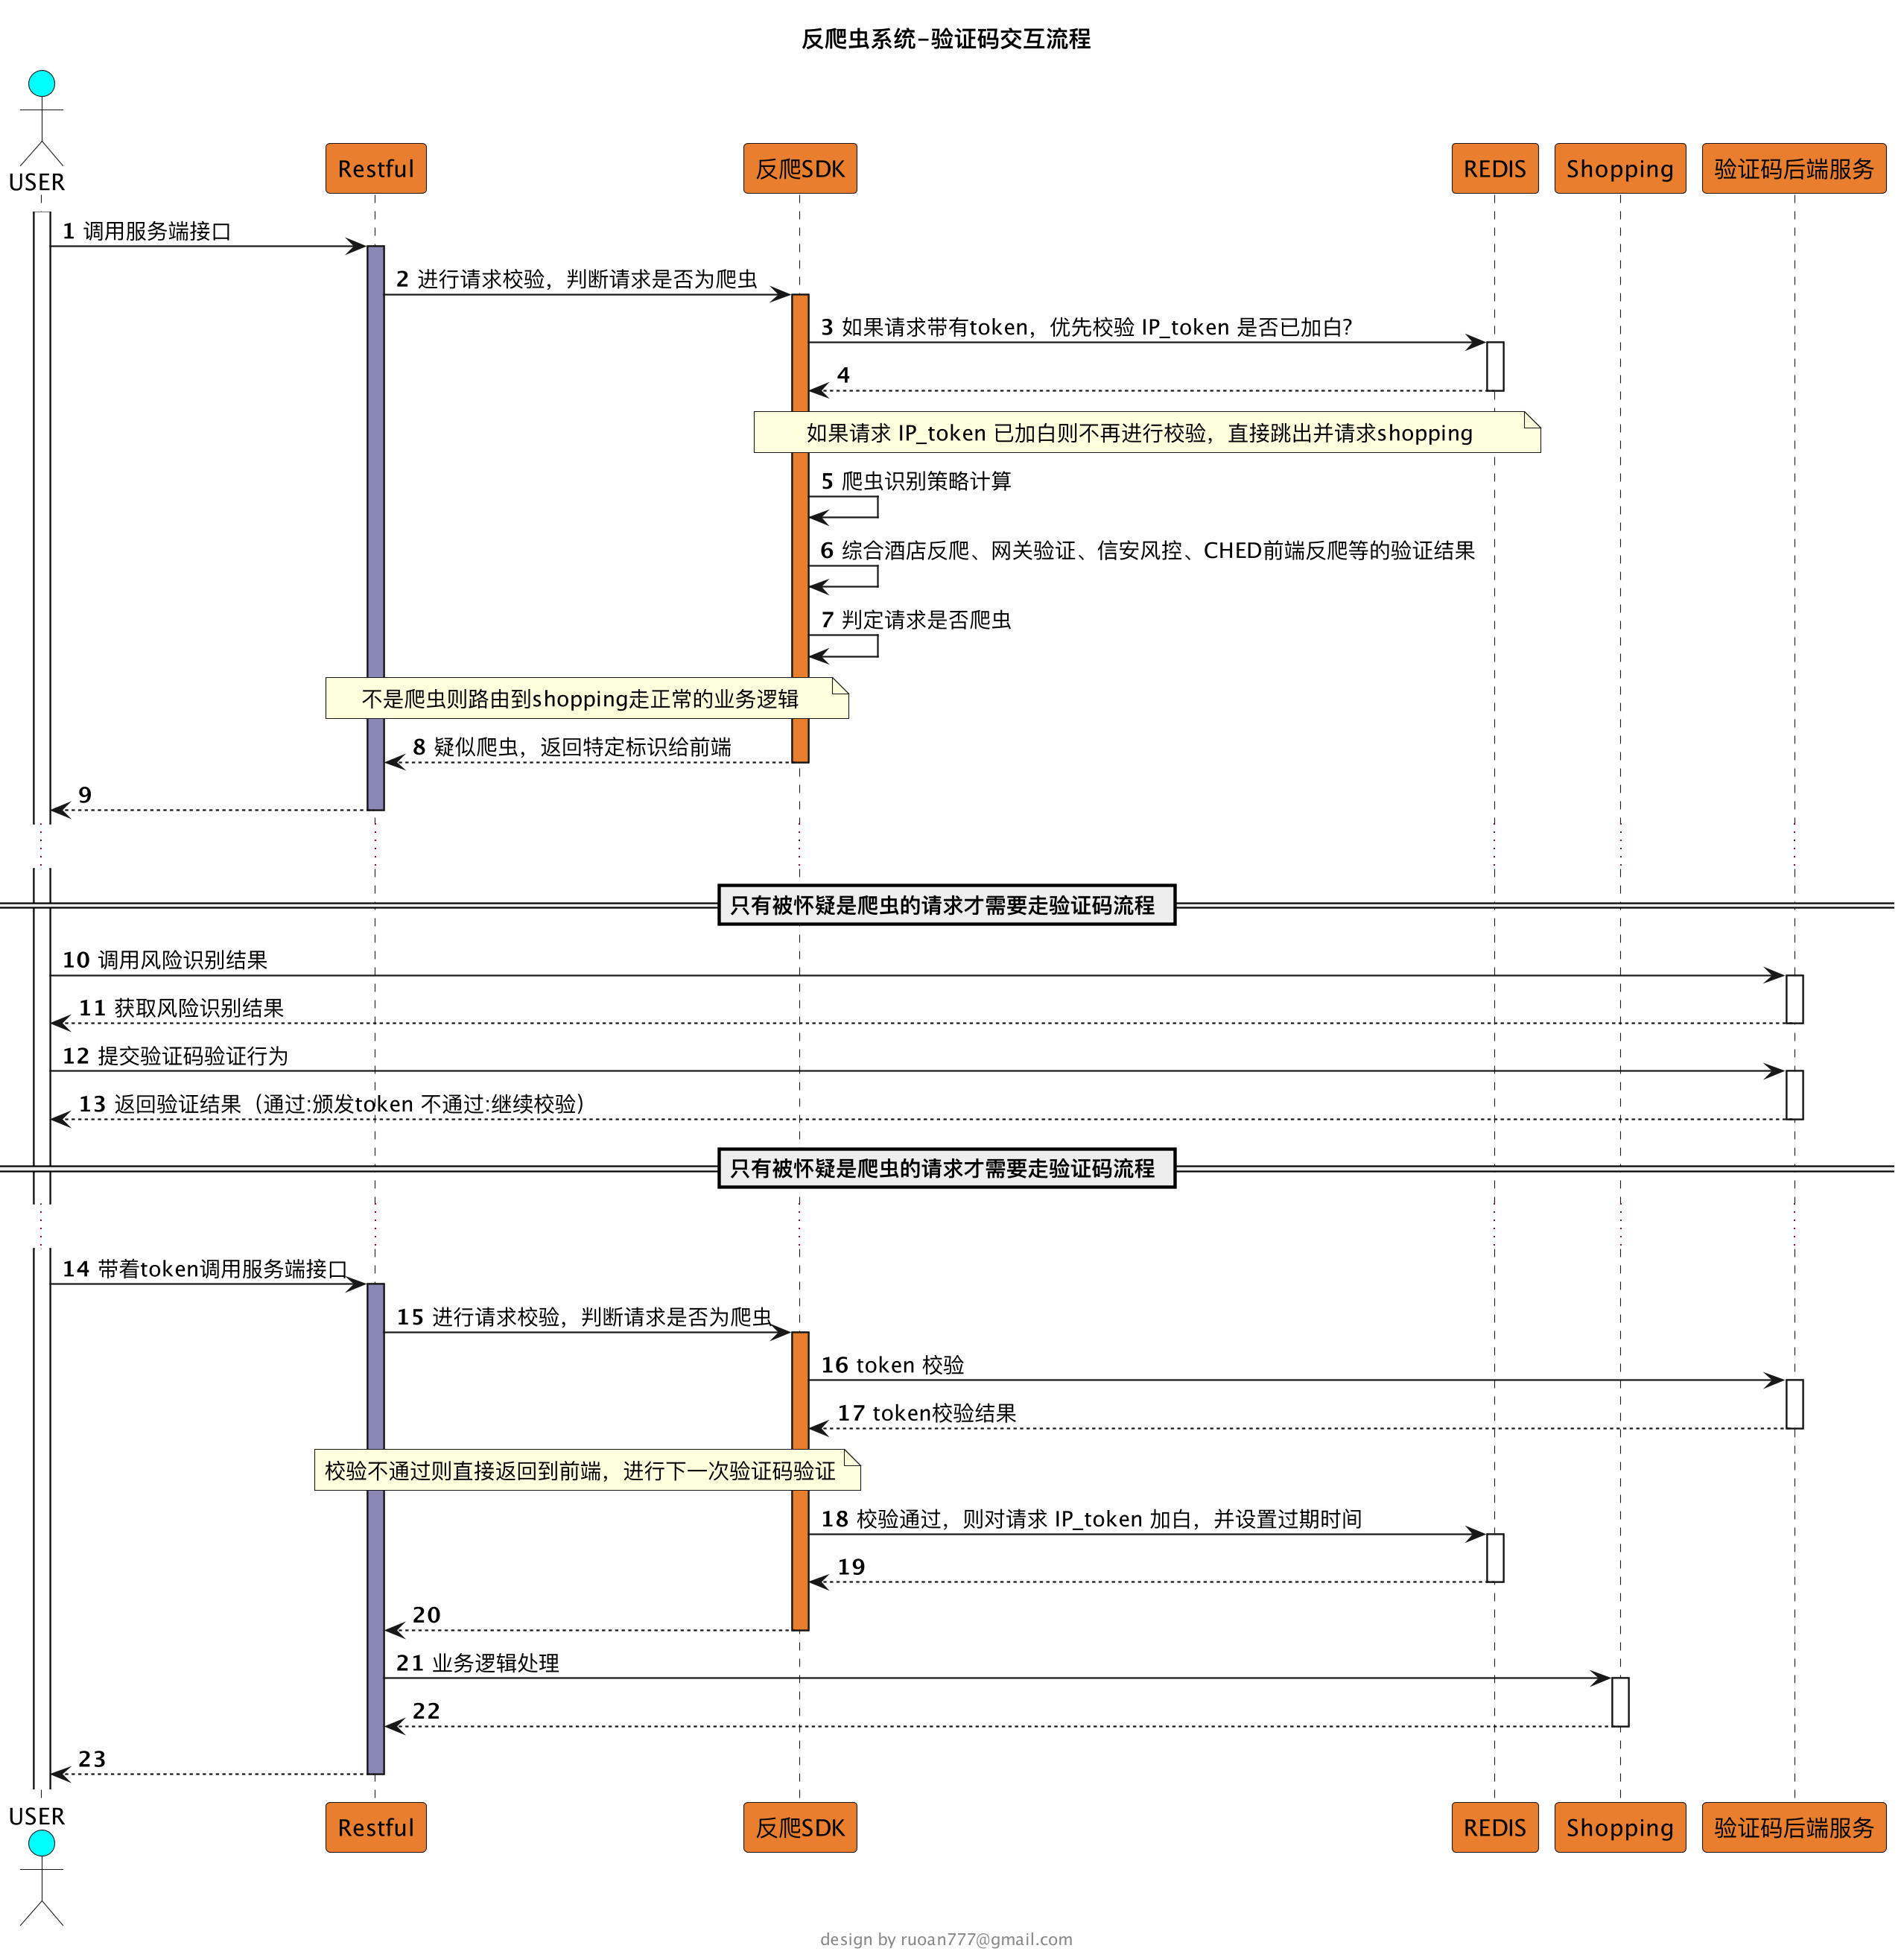 反爬虫系统-验证码交互流程
USER
Restful
反爬SDK
REDIS
Shopping
验证码后端服务
1 调用服务端接口
2 进行请求校验，判断请求是否为爬虫
3 如果请求带有token，优先校验 IP_token 是否已加白？
4
如果请求 IP_token 已加白则不再进行校验，直接跳出并请求shopping
5 爬虫识别策略计算
6 综合酒店反爬、网关验证、信安风控、CHED前端反爬等的验证结果
7 判定请求是否爬虫
不是爬虫则路由到shopping走正常的业务逻辑
8 疑似爬虫，返回特定标识给前端
9
只有被怀疑是爬虫的请求才需要走验证码流程
10 调用风险识别结果
11 获取风险识别结果
12 提交验证码验证行为
13 返回验证结果（通过:颁发token 不通过:继续校验）
只有被怀疑是爬虫的请求才需要走验证码流程
14 带着token调用服务端接口
15 进行请求校验，判断请求是否为爬虫
16 token 校验
17 token校验结果
校验不通过则直接返回到前端，进行下一次验证码验证
18 校验通过，则对请求 IP_token 加白，并设置过期时间
19
20
21 业务逻辑处理
22
23
USER
Restful
反爬SDK
REDIS
Shopping
验证码后端服务
design by ruoan777@gmail.com